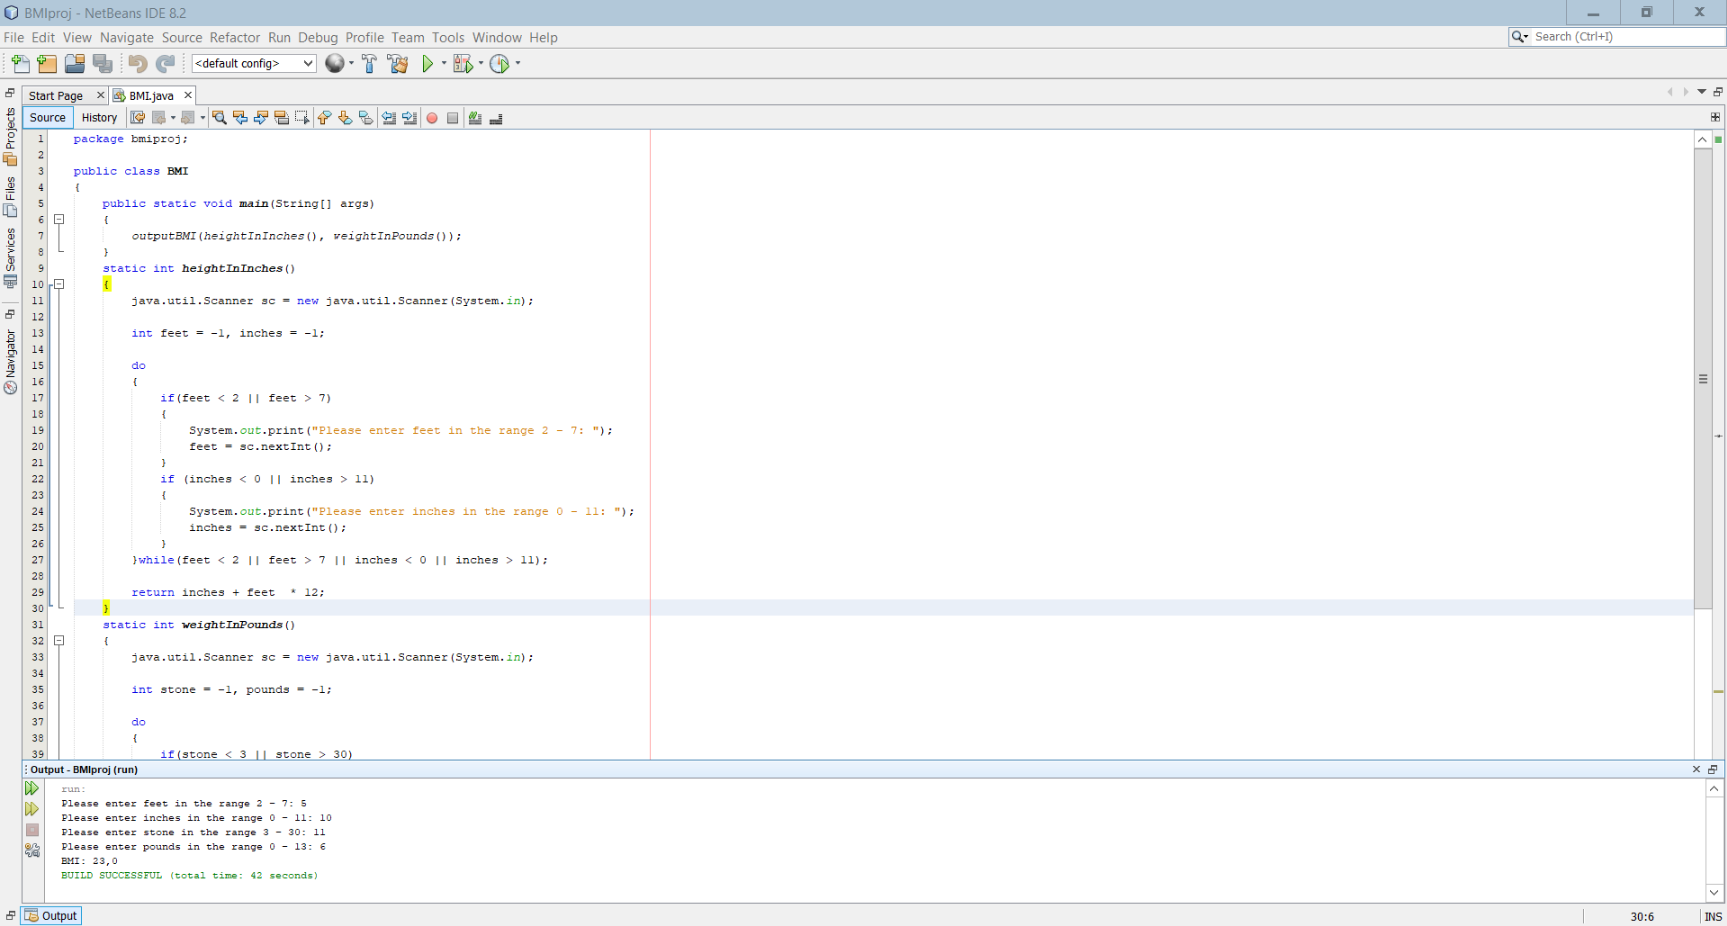 BMIproj - NetBeans IDE 8.2
File Edit View Navigate Source Refactor Run Debug Profile Team Tools Window Help
Search (Ctrl+I)
<default config>
Start Page
BMI.java
Source History
Projects
Files
Services
Navigator
1 package bmiproj;
2
3 public class BMI
4 {
5 public static void main(String[] args)
6 {
7 outputBMI(heightInInches(), weightInPounds());
8 }
9 static int heightInInches()
10 {
11 java.util.Scanner sc = new java.util.Scanner(System.in);
12
13 int feet = -1, inches = -1;
14
15 do
16 {
17 if(feet < 2 || feet > 7)
18 {
19 System.out.print("Please enter feet in the range 2 - 7: ");
20 feet = sc.nextInt();
21 }
22 if (inches < 0 || inches > 11)
23 {
24 System.out.print("Please enter inches in the range 0 - 11: ");
25 inches = sc.nextInt();
26 }
27 }while(feet < 2 || feet > 7 || inches < 0 || inches > 11);
28
29 return inches + feet  * 12;
30 }
31 static int weightInPounds()
32 {
33 java.util.Scanner sc = new java.util.Scanner(System.in);
34
35 int stone = -1, pounds = -1;
36
37 do
38 {
39 if(stone < 3 || stone > 30)
Output - BMIproj (run)
run:
Please enter feet in the range 2 - 7: 5
Please enter inches in the range 0 - 11: 10
Please enter stone in the range 3 - 30: 11
Please enter pounds in the range 0 - 13: 6
BMI: 23,0
BUILD SUCCESSFUL (total time: 42 seconds)
Output
30:6
INS